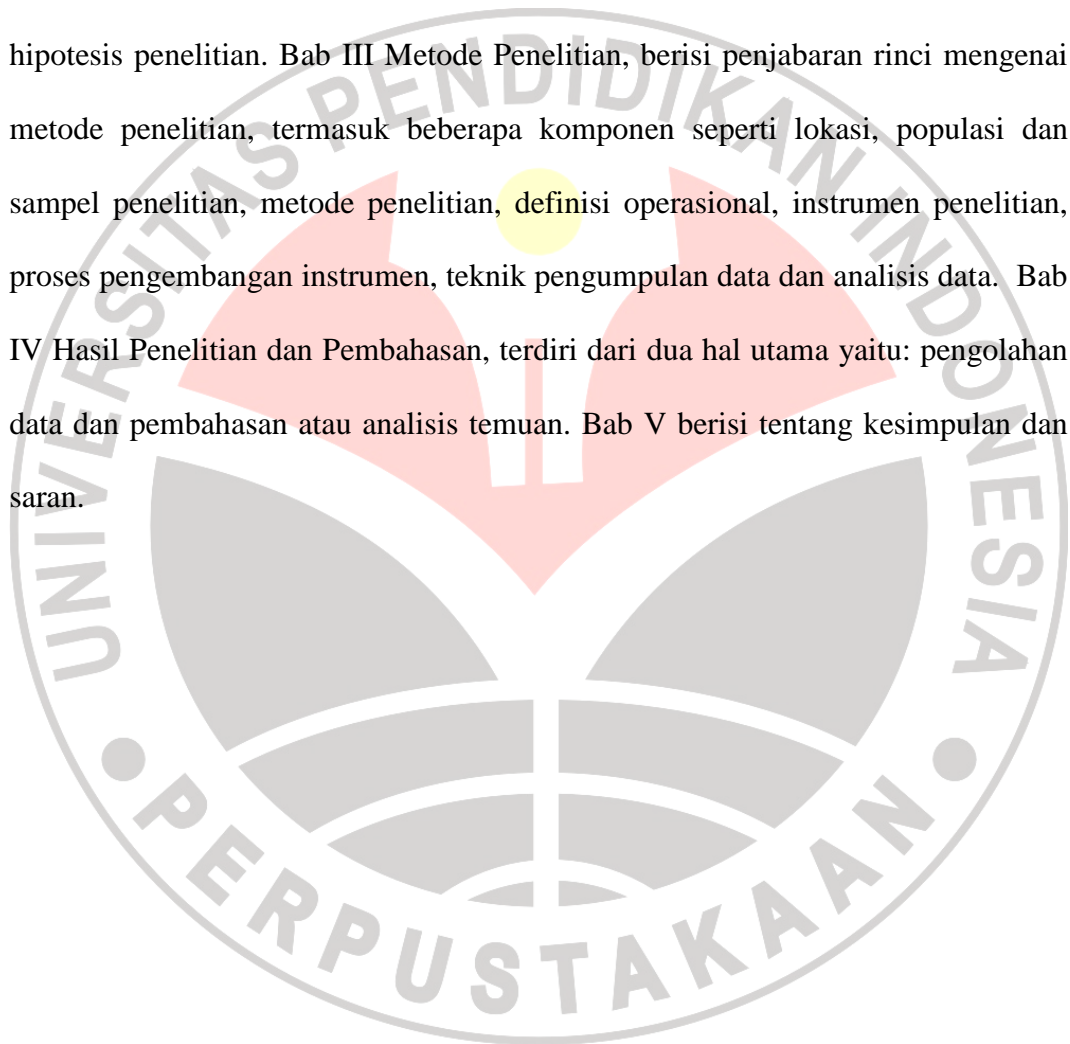 hipotesis penelitian. Bab III Metode Penelitian, berisi penjabaran rinci mengenai
metode penelitian, termasuk beberapa komponen seperti lokasi, populasi dan
sampel penelitian, metode penelitian, definisi operasional, instrumen penelitian,
proses pengembangan instrumen, teknik pengumpulan data dan analisis data. Bab
IV Hasil Penelitian dan Pembahasan, terdiri dari dua hal utama yaitu: pengolahan
data dan pembahasan atau analisis temuan. Bab V berisi tentang kesimpulan dan
saran.
UNIVERSITAS PENDIDIKAN INDONESIA
PERPUSTAKAAN